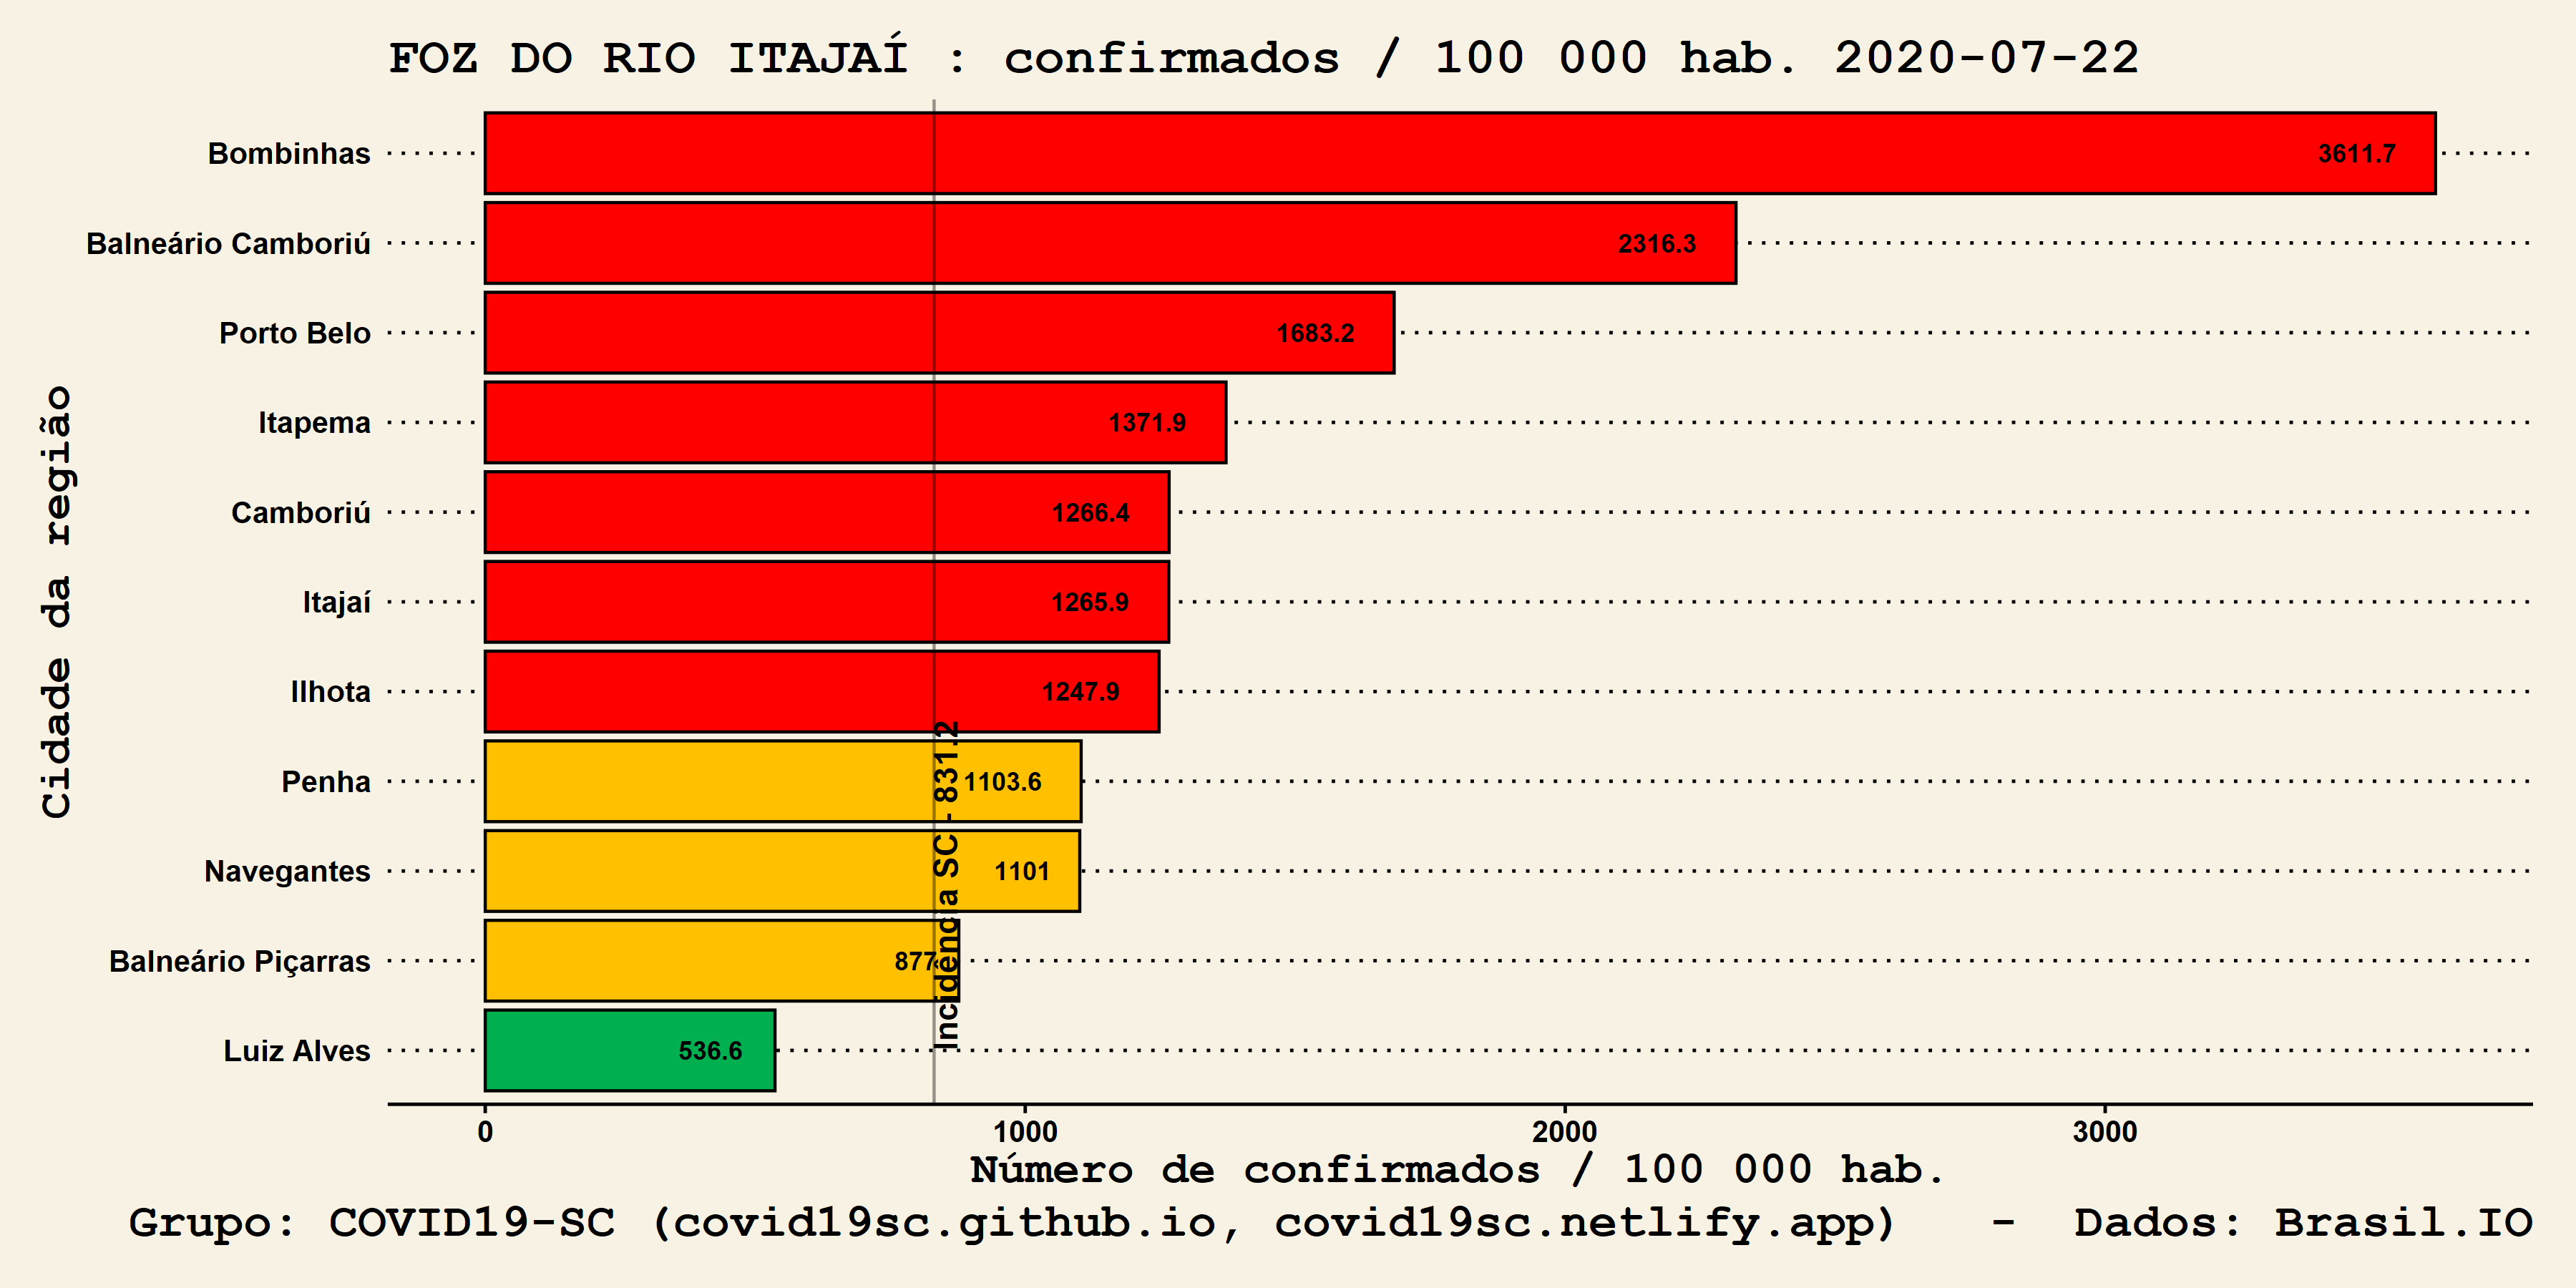 FOZ DO RIO ITAJAÍ : confirmados / 100 000 hab. 2020-07-22
Cidade da região
Bombinhas 3611.7
Balneário Camboriú 2316.3
Porto Belo 1683.2
Itapema 1371.9
Camboriú 1266.4
Itajaí 1265.9
Ilhota 1247.9
Penha 1103.6
Navegantes 1101
Balneário Piçarras 877
Luiz Alves 536.6
Incidência SC - 831.2
0 1000 2000 3000
Número de confirmados / 100 000 hab.
Grupo: COVID19-SC (covid19sc.github.io, covid19sc.netlify.app) - Dados: Brasil.IO